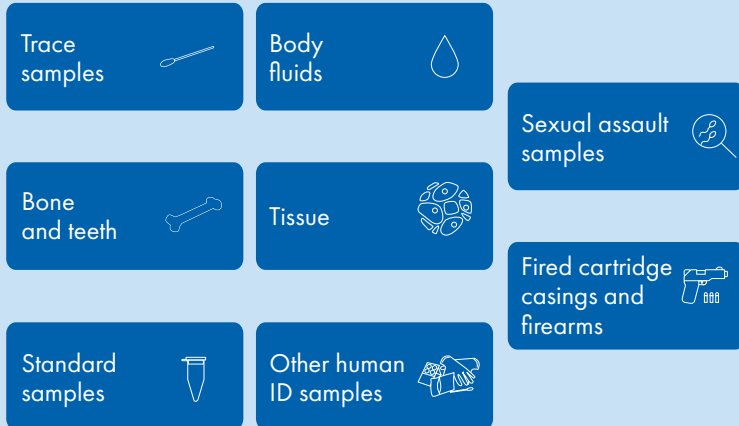 Trace
samples
Body
fluids
Sexual assault
samples
Bone
and teeth
Tissue
Fired cartridge
casings and
firearms
Standard
samples
Other human
ID samples